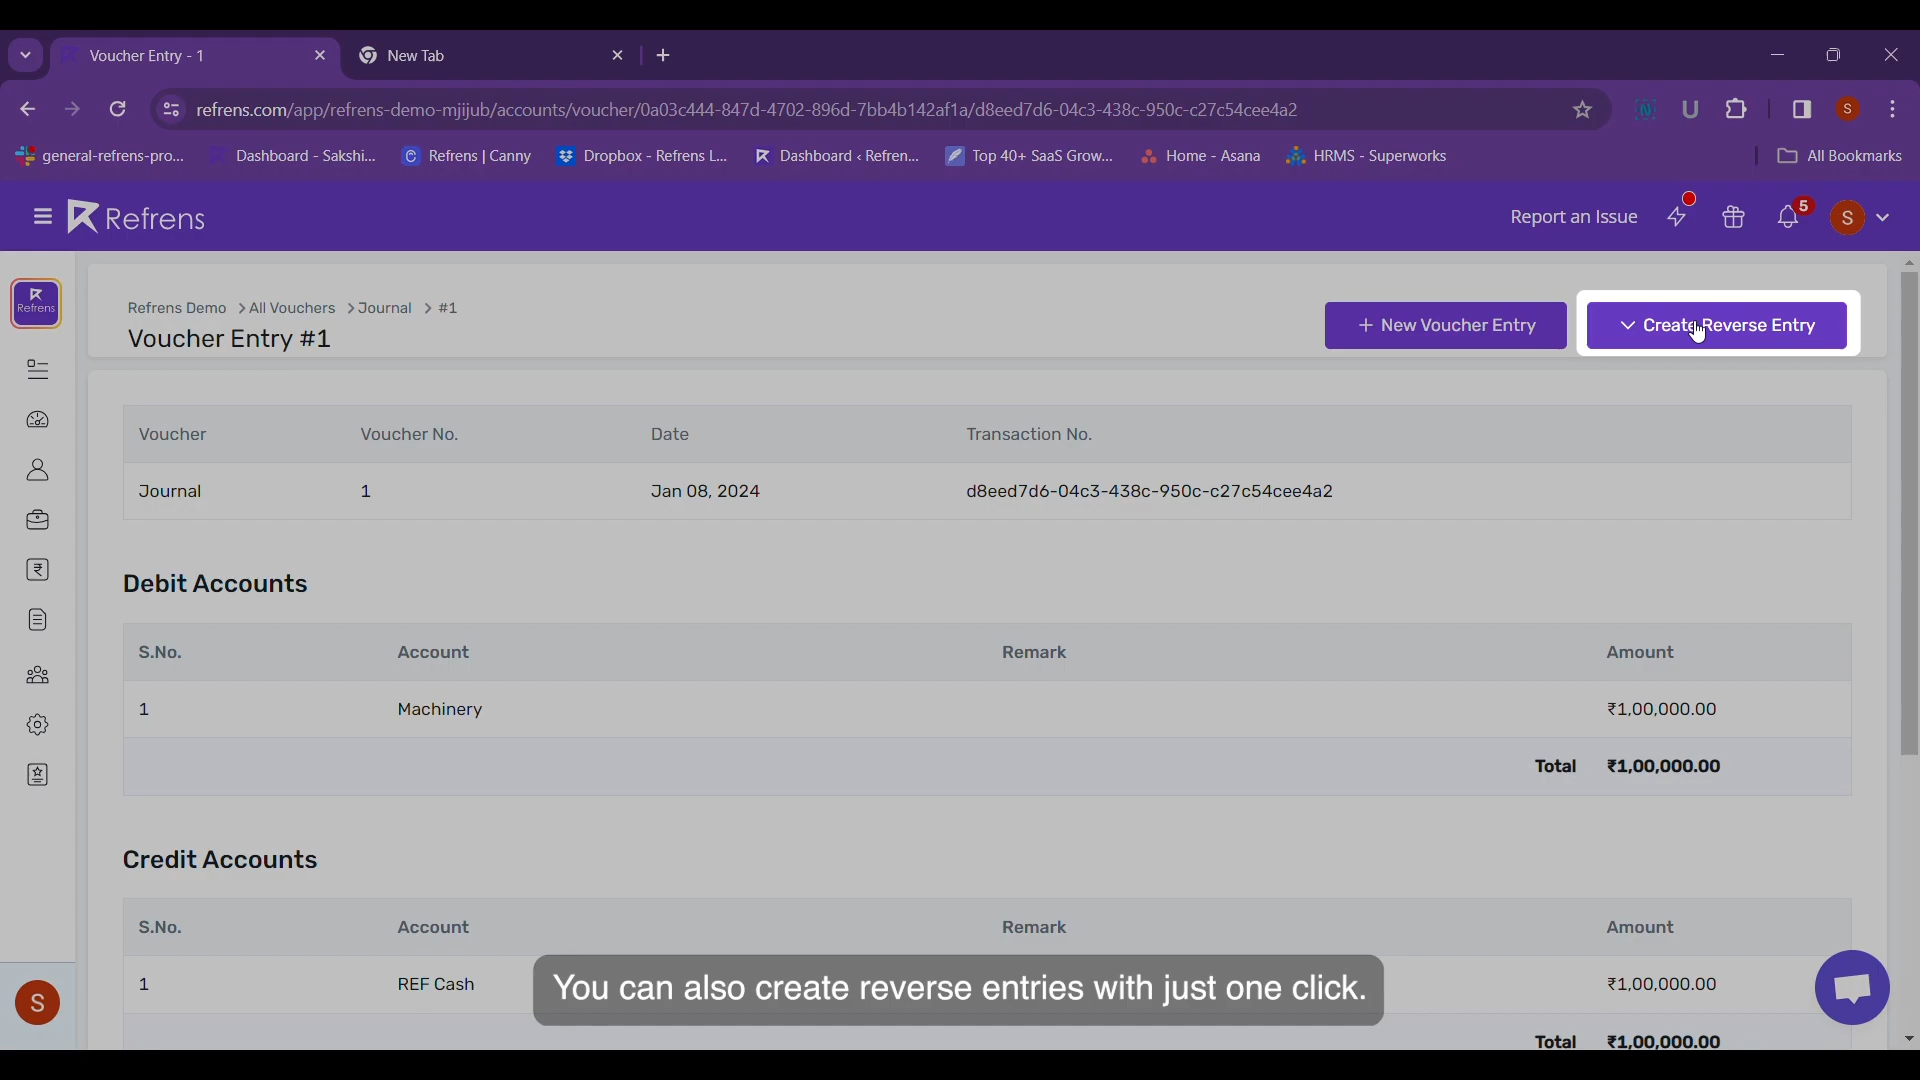 Voucher Entry - 1
New Tab
refrens.com/app/refrens-demo-mjijub/accounts/voucher/0a03c444-847d-4702-896d-7bb4b142af1a/d8eed7d6-04c3-438c-950c-c27c54cee4a2
S
general-refrens-pro...
Dashboard - Sakshi...
Refrens | Canny
Dropbox - Refrens L...
Dashboard ‹ Refren...
Top 40+ SaaS Grow...
Home - Asana
HRMS - Superworks
All Bookmarks
Refrens
Report an Issue
5
S
Refrens
Refrens Demo > All Vouchers > Journal > #1
Voucher Entry #1
+ New Voucher Entry
Create Reverse Entry
Voucher Voucher No. Date Transaction No.
Journal 1 Jan 08, 2024 d8eed7d6-04c3-438c-950c-c27c54cee4a2
Debit Accounts
S.No. Account Remark Amount
1 Machinery ₹1,00,000.00
Total ₹1,00,000.00
Credit Accounts
S.No. Account Remark Amount
1 REF Cash ₹1,00,000.00
You can also create reverse entries with just one click.
S
Total ₹1,00,000.00